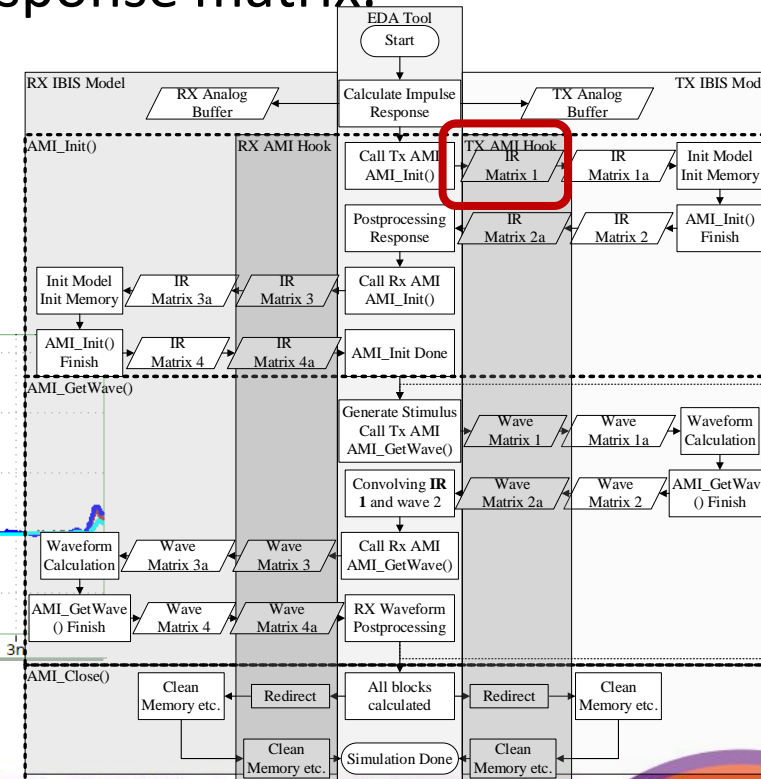 sponse matrix.
EDA Tool
Start
RX IBIS Model
RX Analog
Buffer
Calculate Impulse
Response
TX Analog
Buffer
TX IBIS Mod
AMI_Init()
RX AMI Hook
Call Tx AMI
AMI_Init()
TX AMI Hook
IR
Matrix 1
IR
Matrix 1a
Init Model
Init Memory
Postprocessing
Response
IR
Matrix 2a
IR
Matrix 2
AMI_Init()
Finish
Init Model
Init Memory
IR
Matrix 3a
IR
Matrix 3
Call Rx AMI
AMI_Init()
AMI_Init()
Finish
IR
Matrix 4
IR
Matrix 4a
AMI_Init Done
AMI_GetWave()
Generate Stimulus
Call Tx AMI
AMI_GetWave()
Wave
Matrix 1
Wave
Matrix 1a
Waveform
Calculation
Convolving IR
1 and wave 2
Wave
Matrix 2a
Wave
Matrix 2
AMI_GetWav
() Finish
Waveform
Calculation
Wave
Matrix 3a
Wave
Matrix 3
Call Rx AMI
AMI_GetWave()
AMI_GetWave
() Finish
Wave
Matrix 4
Wave
Matrix 4a
RX Waveform
Postprocessing
3n
AMI_Close()
Clean
Memory etc.
Redirect
All blocks
calculated
Redirect
Clean
Memory etc.
Clean
Memory etc.
Simulation Done
Clean
Memory etc.